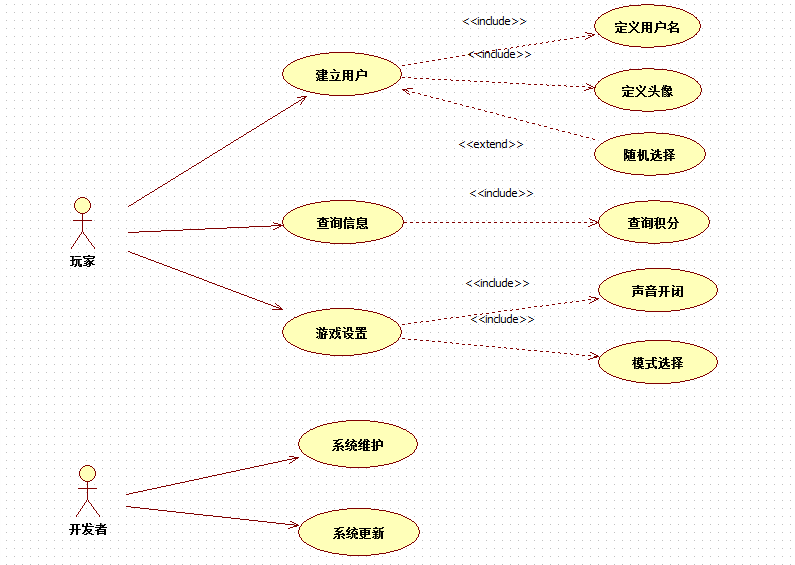 <<include>>
定义用户名
<<include>>
建立用户
定义头像
<<extend>>
随机选择
<<include>>
查询信息
查询积分
玩家
<<include>>
声音开闭
<<include>>
游戏设置
模式选择
系统维护
开发者
系统更新